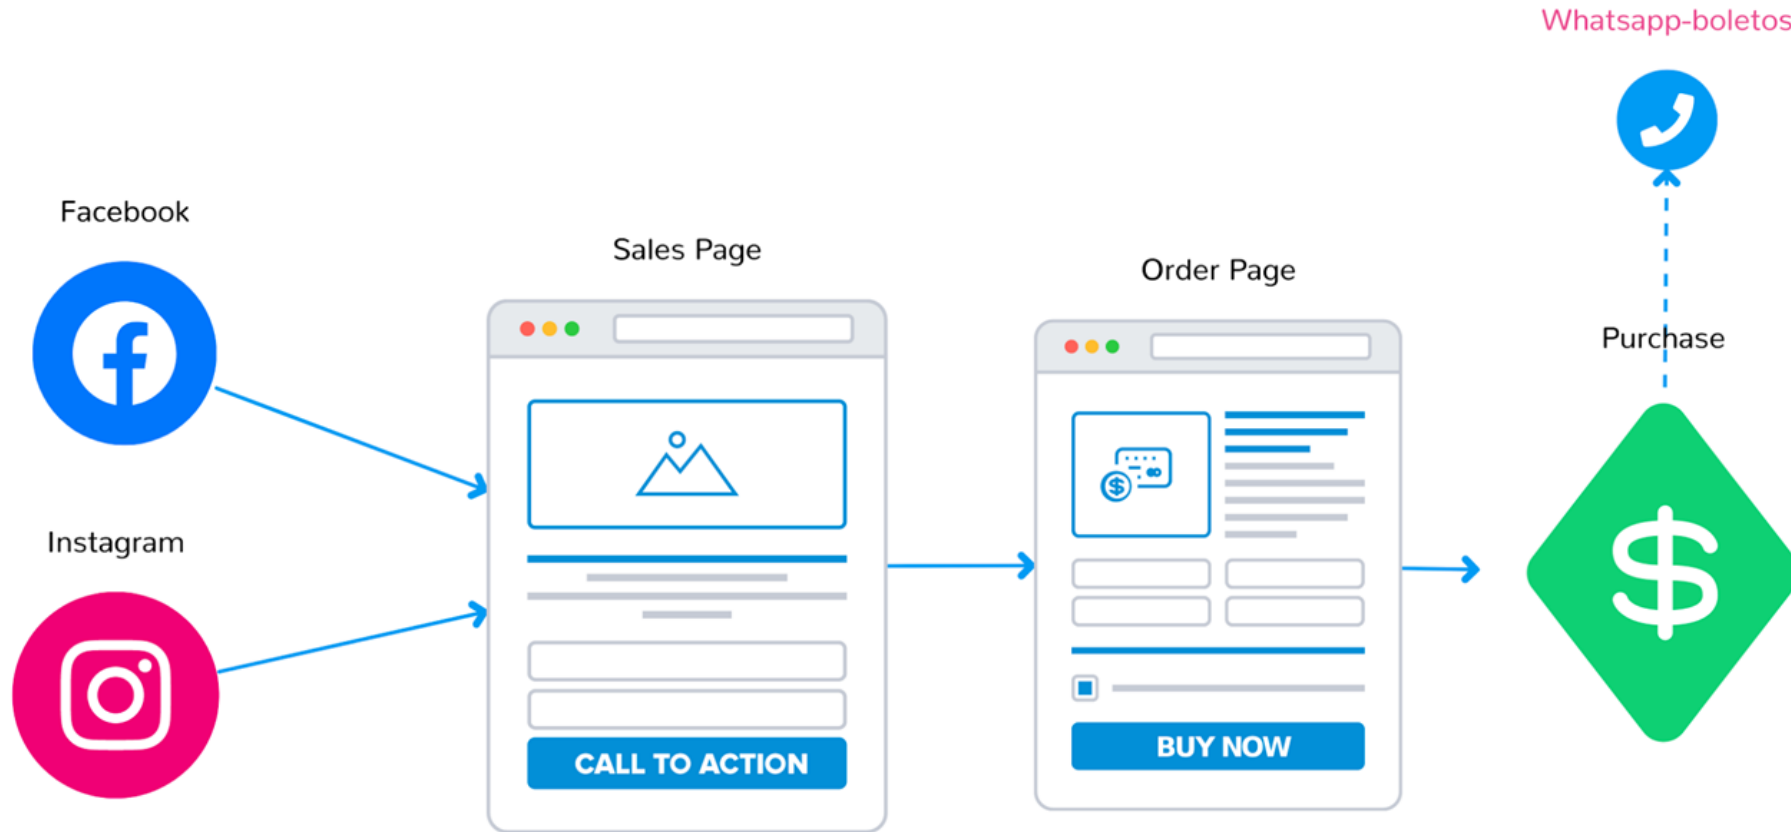 Whatsapp-boletos
Facebook
Sales Page
Order Page
Purchase
Instagram
CALL TO ACTION
BUY NOW